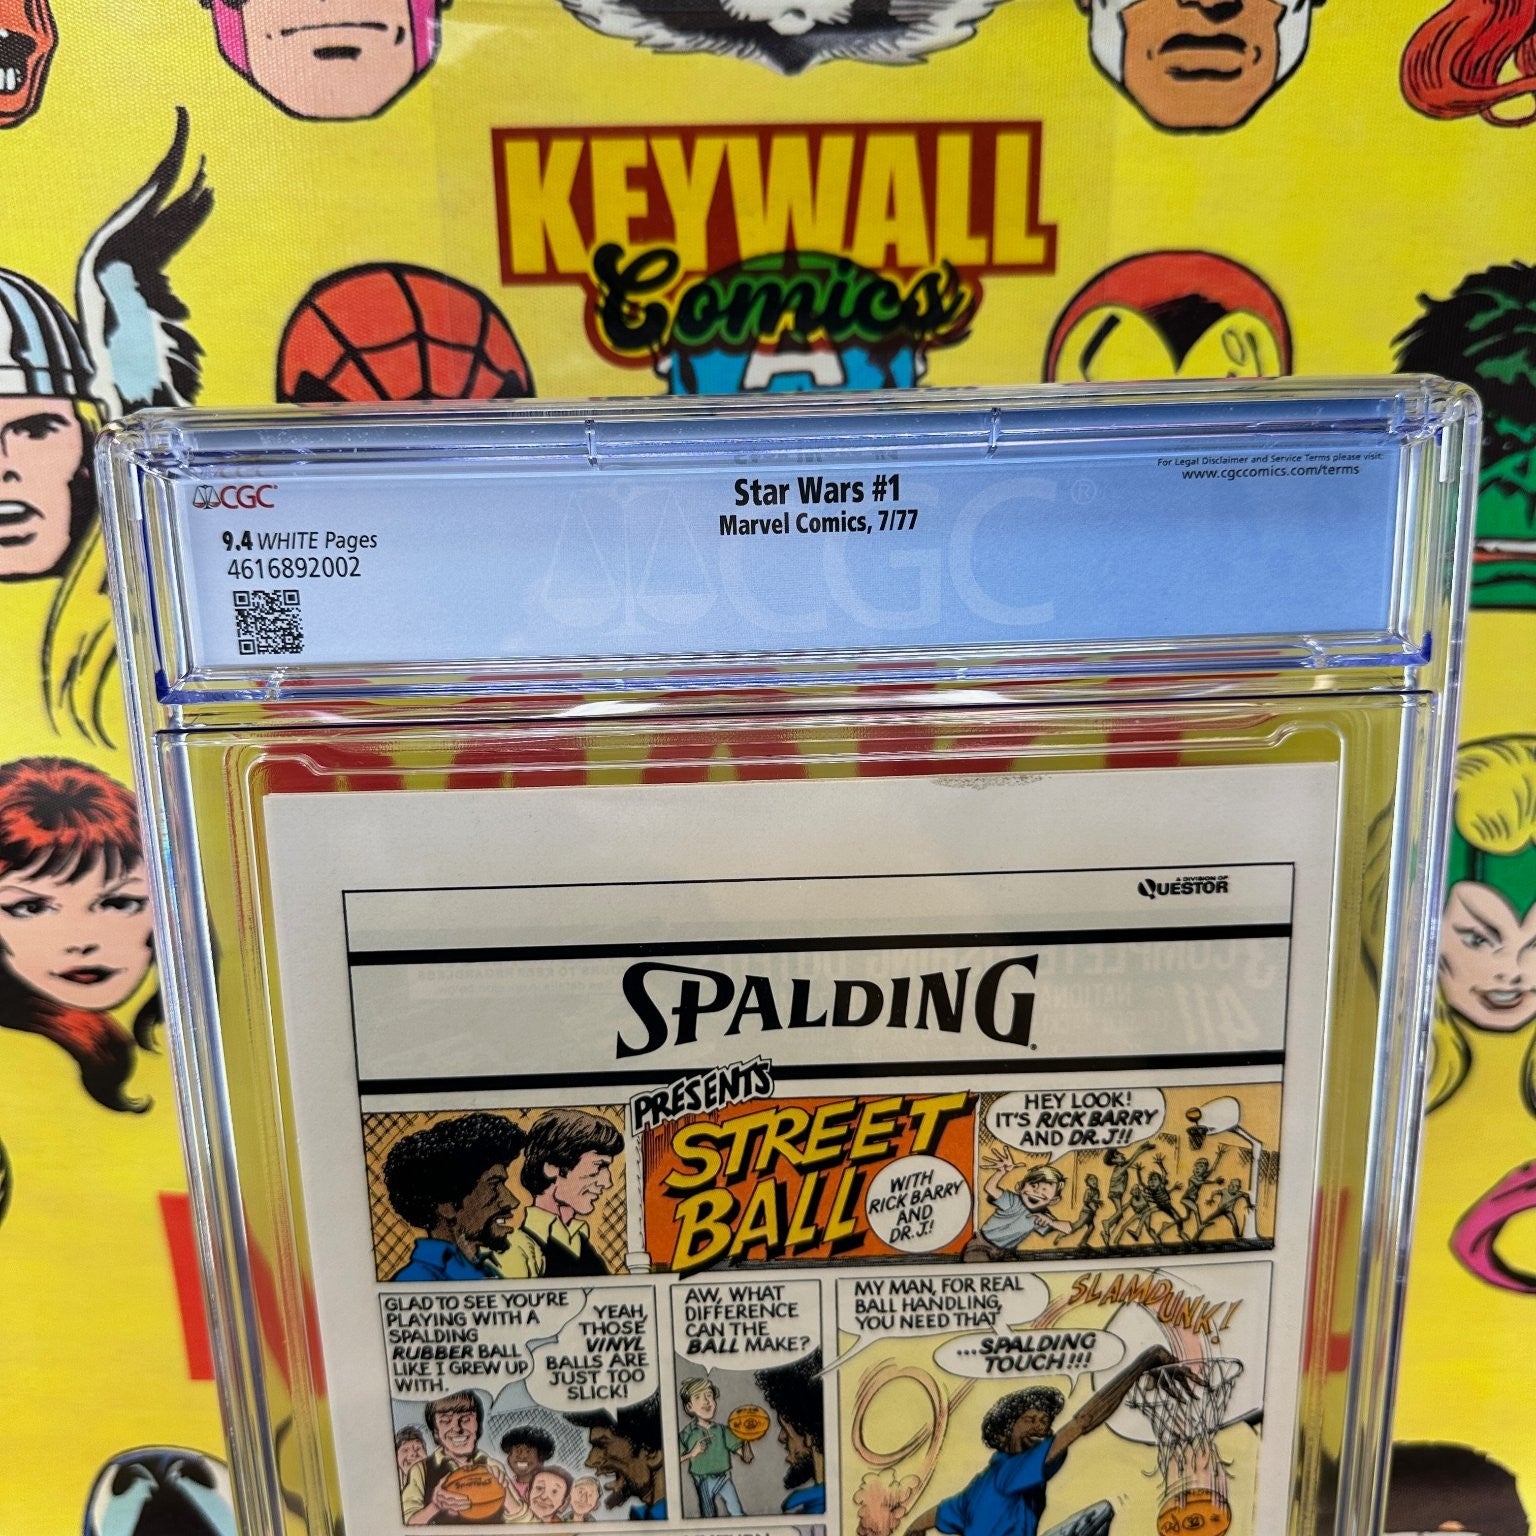 KEYWALL
Comics
CGC
Star Wars #1
Marvel Comics, 7/77
For Legal Disclaimer and Service Terms please visit:
www.cgccomics.com/terms
9.4 WHITE Pages
4616892002
CGC
A DIVISION OF
QUESTOR
SPALDING
PRESENTS
STREET
BALL
WITH
RICK BARRY
AND
DR. J.!
HEY LOOK!
IT'S RICK BARRY
AND DR. J!!
GLAD TO SEE YOU'RE
PLAYING WITH A
SPALDING
RUBBER BALL
LIKE I GREW UP
WITH.
YEAH,
THOSE
VINYL
BALLS ARE
JUST TOO
SLICK!
AW, WHAT
DIFFERENCE
CAN THE
BALL MAKE?
MY MAN, FOR REAL
BALL HANDLING,
YOU NEED THAT
...SPALDING
TOUCH!!!
SLAMDUNK!